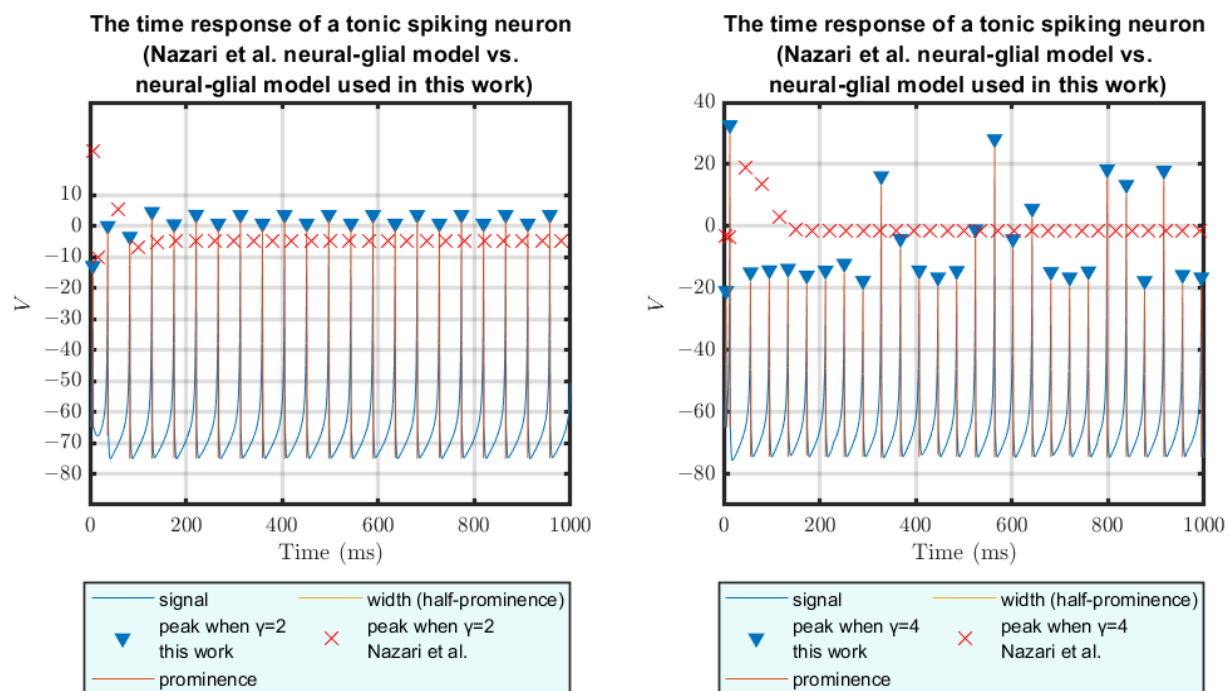 The time response of a tonic spiking neuron
(Nazari et al. neural-glial model vs.
neural-glial model used in this work)
10
0
−10
−20
−30
−40
−50
−60
−70
−80
V
0
200
400
600
800
1000
Time (ms)
signal
width (half-prominence)
peak when γ=2
this work
peak when γ=2
Nazari et al.
prominence
The time response of a tonic spiking neuron
(Nazari et al. neural-glial model vs.
neural-glial model used in this work)
40
20
0
−20
−40
−60
−80
V
0
200
400
600
800
1000
Time (ms)
signal
width (half-prominence)
peak when γ=4
this work
peak when γ=4
Nazari et al.
prominence